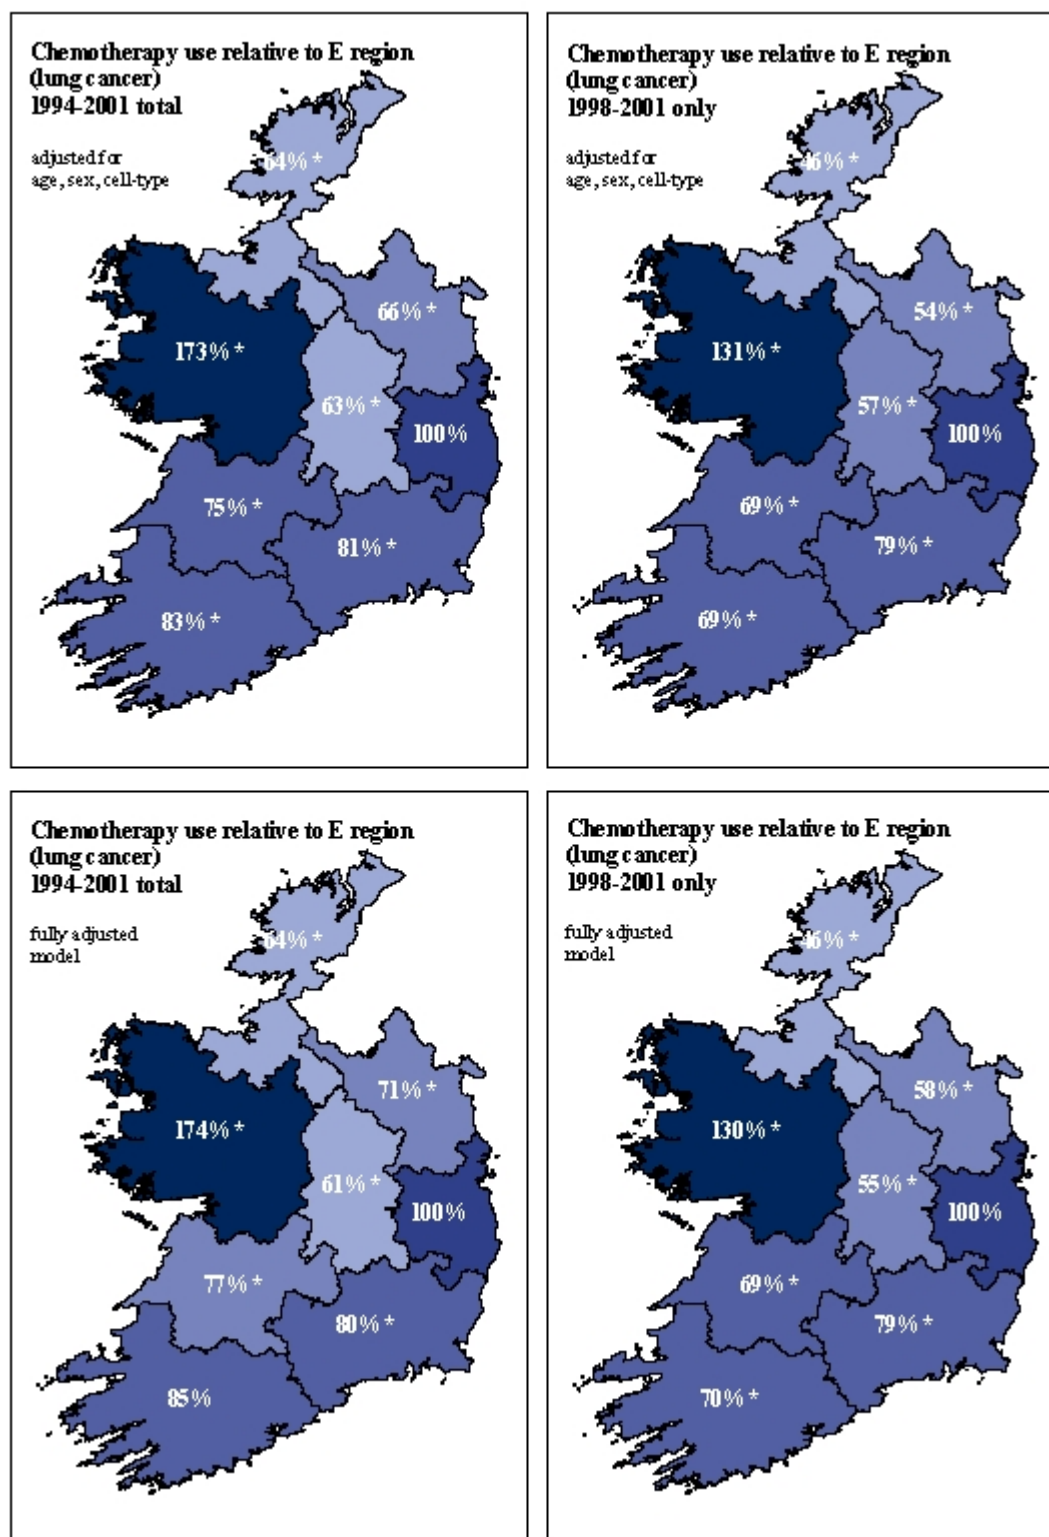 Chemotherapy use relative to E region
(lung cancer)
1994-2001 total
adjusted for
age, sex, cell-type
64% *
66% *
173% *
63% *
100%
75% *
81% *
83% *
Chemotherapy use relative to E region
(lung cancer)
1998-2001 only
adjusted for
age, sex, cell-type
46% *
54% *
131% *
57% *
100%
69% *
79% *
69% *
Chemotherapy use relative to E region
(lung cancer)
1994-2001 total
fully adjusted
model
64% *
71% *
174% *
61% *
100%
77% *
80% *
85%
Chemotherapy use relative to E region
(lung cancer)
1998-2001 only
fully adjusted
model
46% *
58% *
130% *
55% *
100%
69% *
79% *
70% *